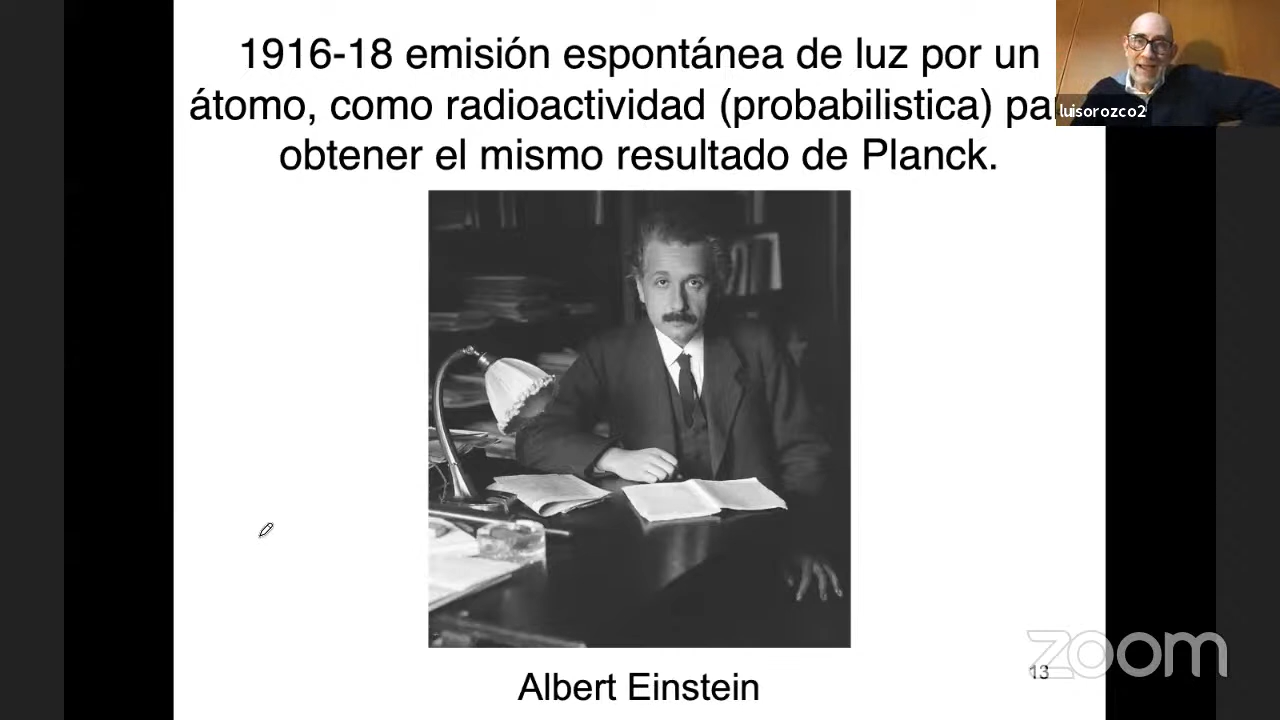 1916-18 emisión espontánea de luz por un
átomo, como radioactividad (probabilistica)
obtener el mismo resultado de Planck.
luisorozco2
Albert Einstein
13
zoom